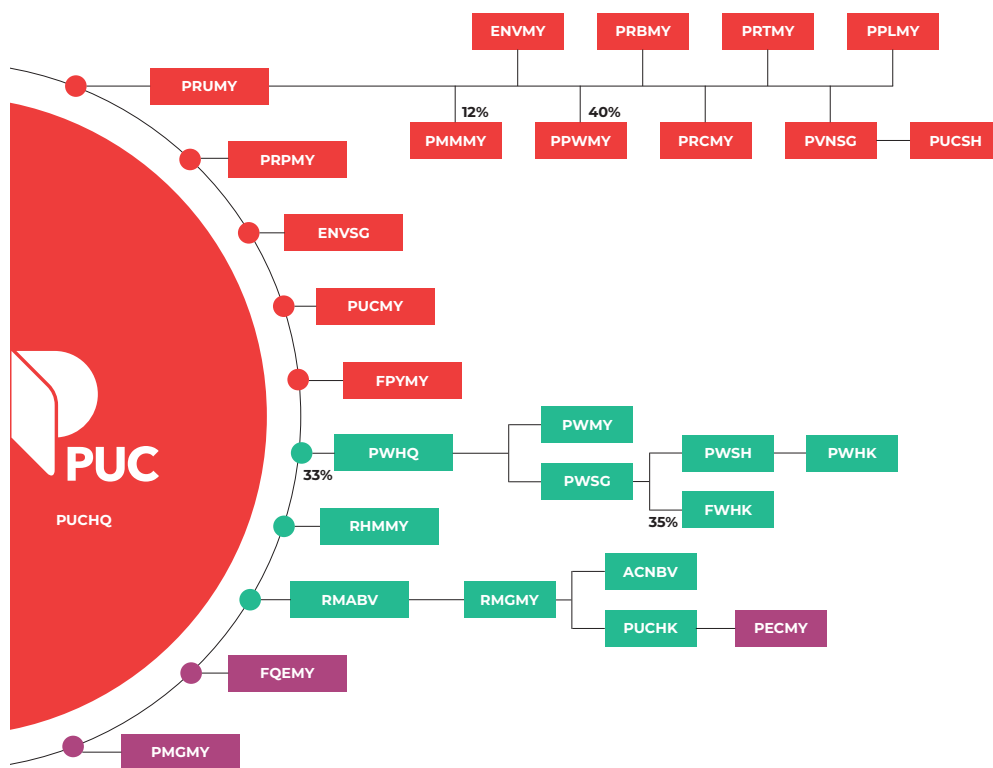 ENVMY
PRBMY
PRTMY
PPLMY
PRUMY
12%
40%
PMMMY
PPWMY
PRCMY
PVNSG
PUCSH
PRPMY
ENVSG
PUCMY
FPYMY
PWMY
PWHQ
33%
PWSG
PWSH
PWHK
35%
FWHK
PUC
PUCHQ
RHMMY
ACNBV
RMABV
RMGMY
PUCHK
PECMY
FQEMY
PMGMY